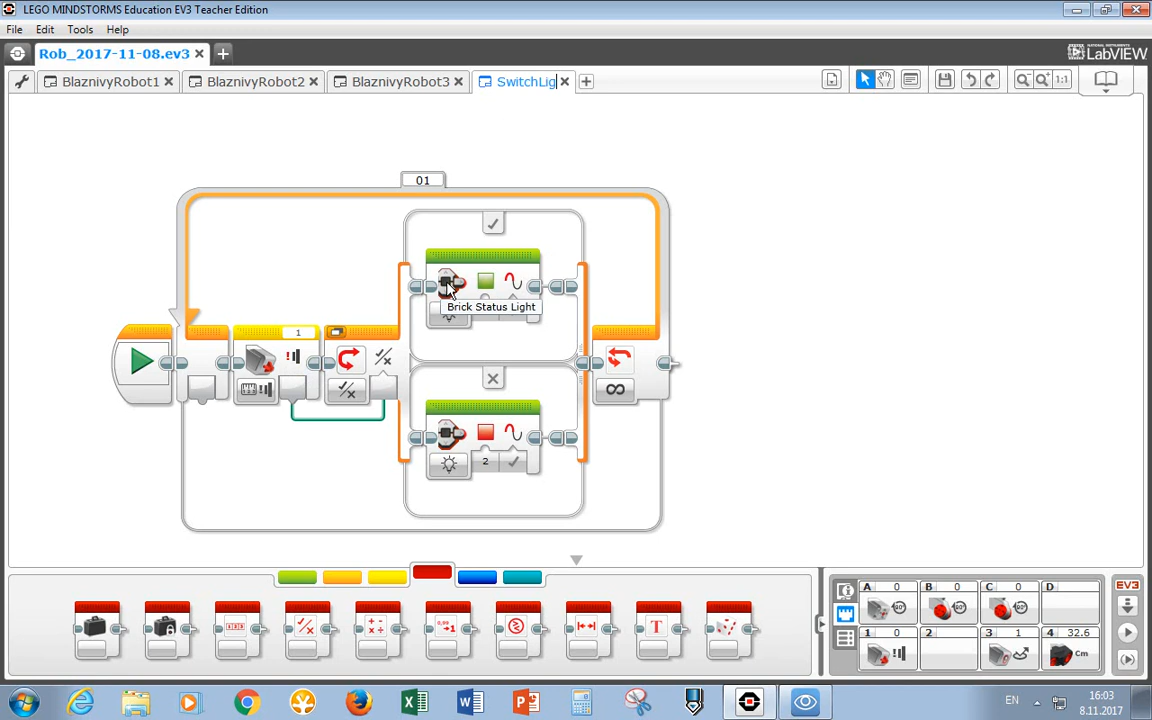 LEGO MINDSTORMS Education EV3 Teacher Edition
File Edit Tools Help
Rob_2017-11-08.ev3
LabVIEW
BlaznivyRobot1 BlaznivyRobot2 BlaznivyRobot3 SwitchLig
1:1
01
Brick Status Light
1
2
A 0 B 0 C 0 D
EV3
1 0 2 3 1 4 32.6
Cm
EN
16:03
8.11.2017